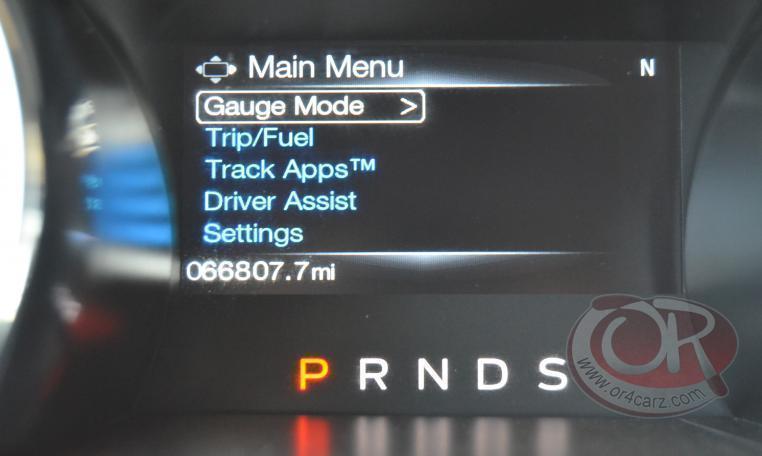 Main Menu N
Gauge Mode >
Trip/Fuel
Track Apps™
Driver Assist
Settings
066807.7mi
P R N D S
OR
www.or4carz.com